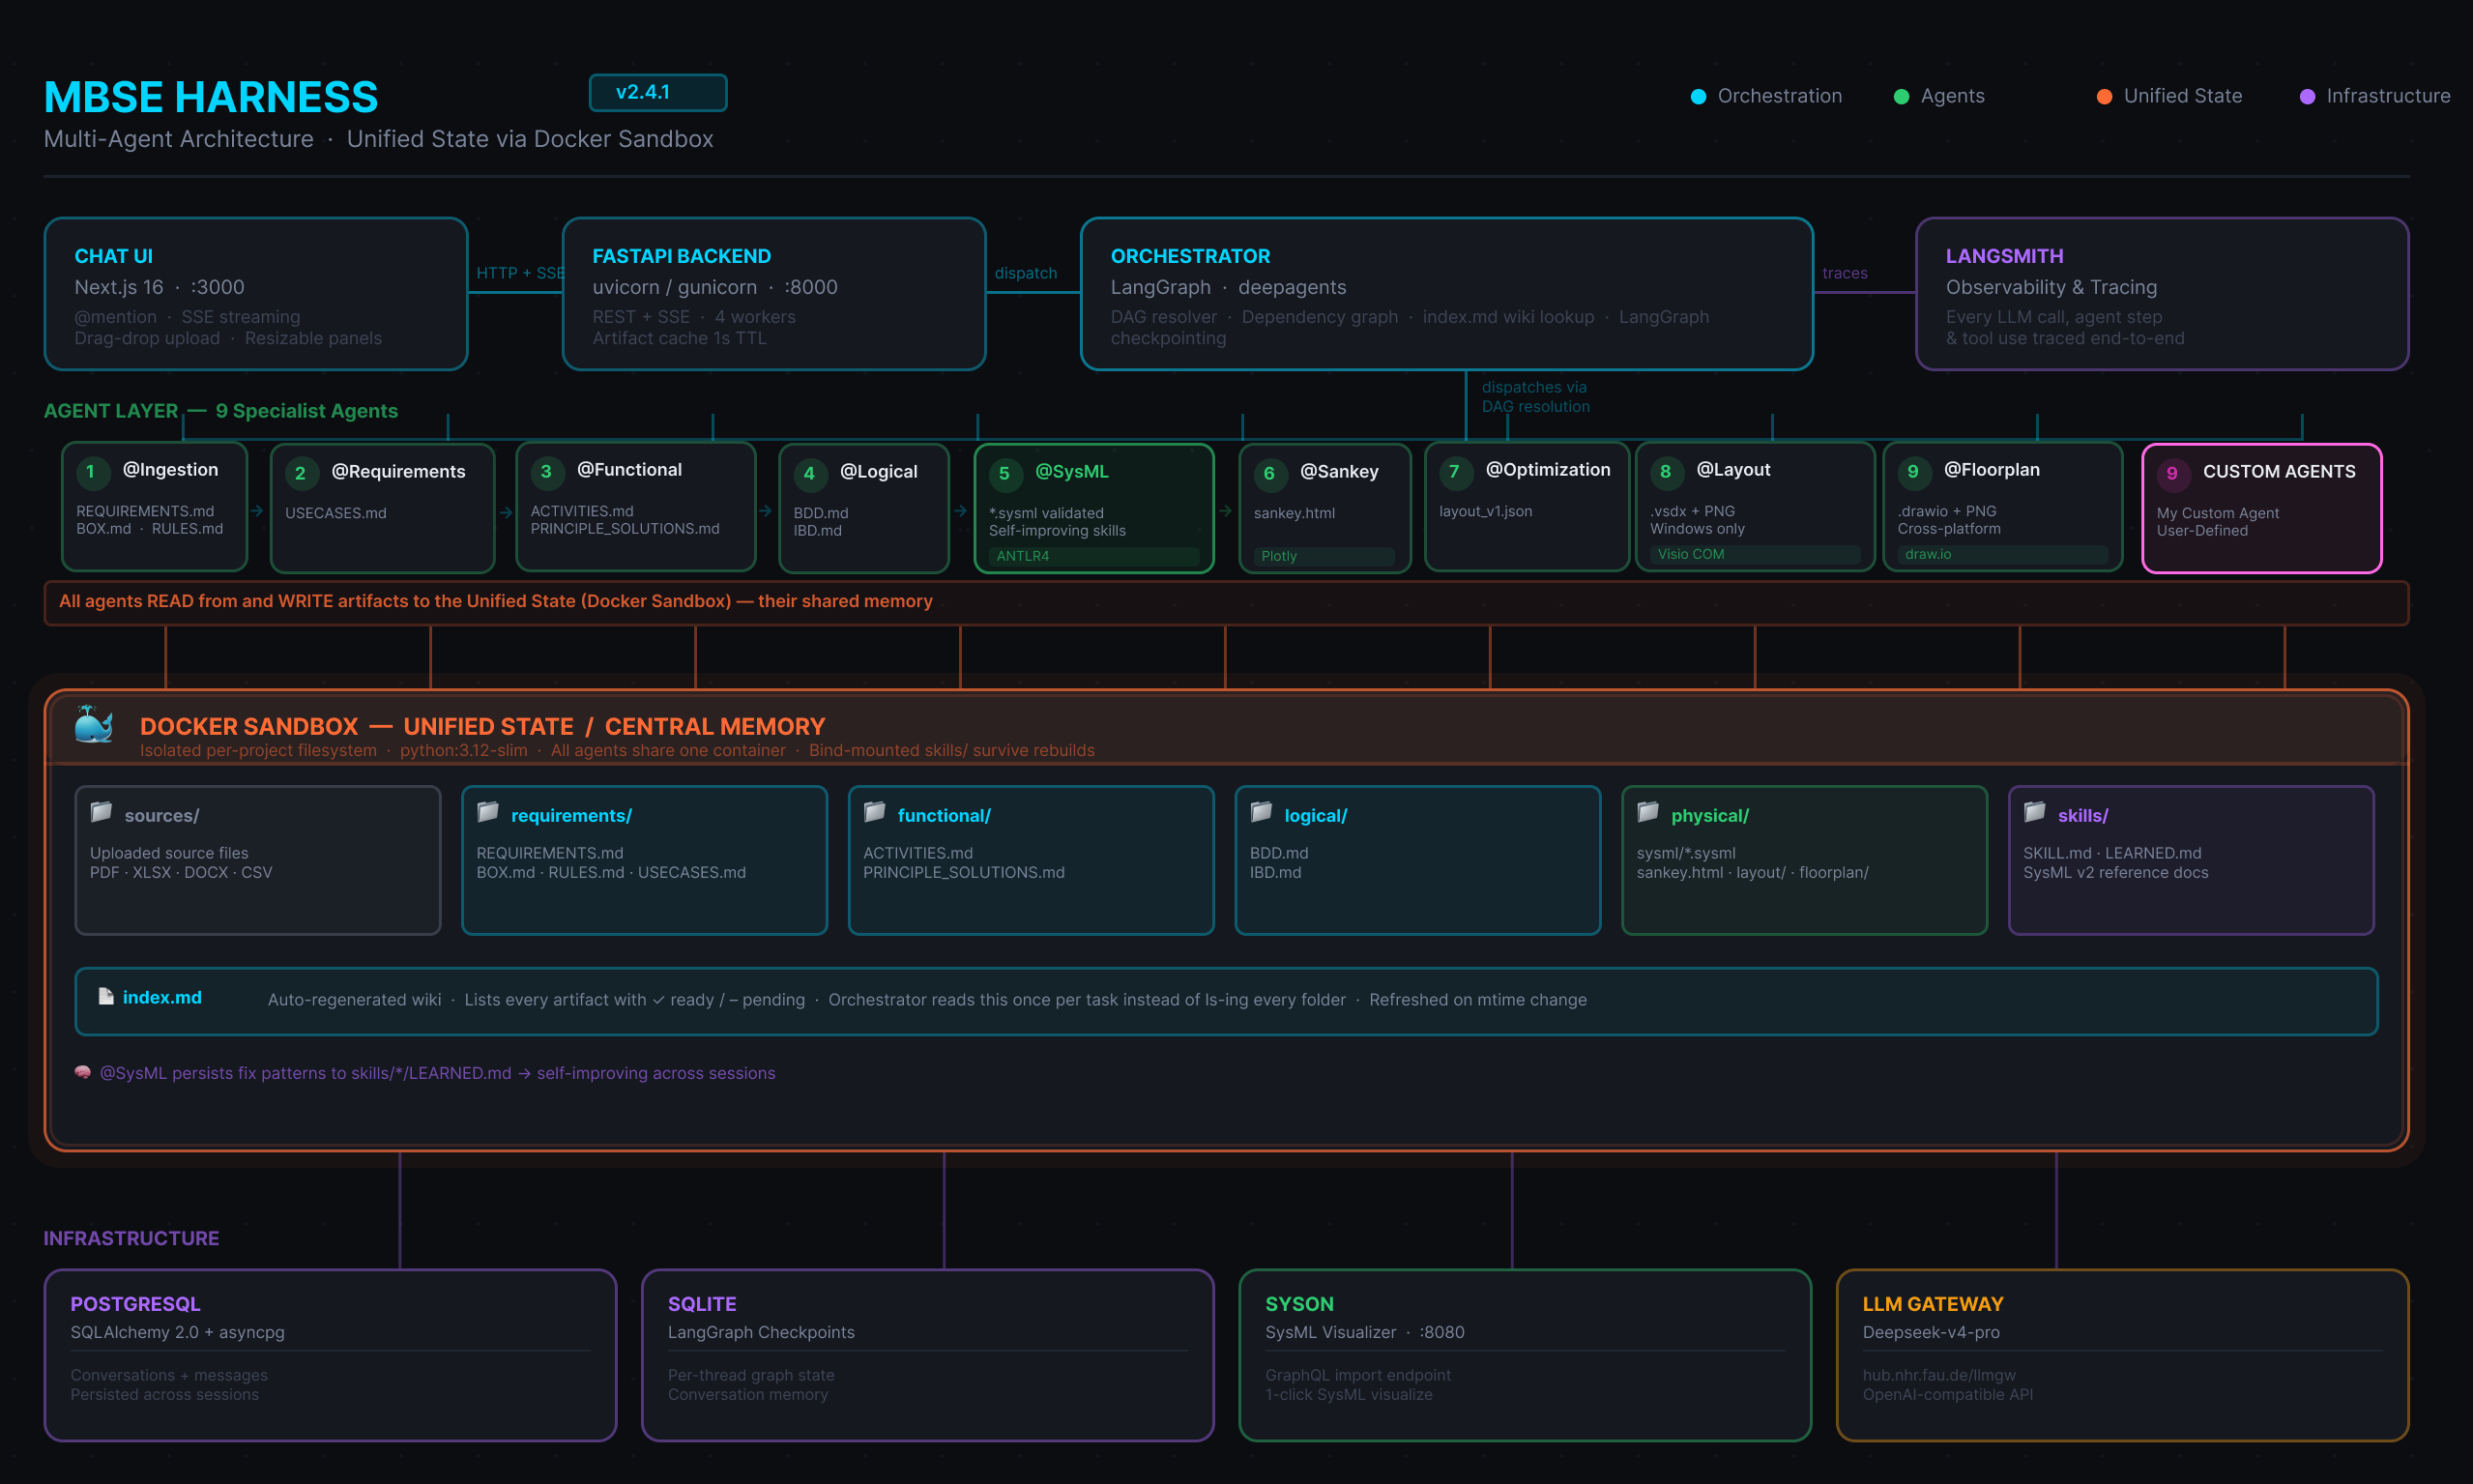 MBSE HARNESS
v2.4.1
Multi-Agent Architecture · Unified State via Docker Sandbox
Orchestration
Agents
Unified State
Infrastructure
CHAT UI
Next.js 16 · :3000
@mention · SSE streaming
Drag-drop upload · Resizable panels
HTTP + SSE
FASTAPI BACKEND
uvicorn / gunicorn · :8000
REST + SSE · 4 workers
Artifact cache 1s TTL
dispatch
ORCHESTRATOR
LangGraph · deepagents
DAG resolver · Dependency graph · index.md wiki lookup · LangGraph
checkpointing
traces
LANGSMITH
Observability & Tracing
Every LLM call, agent step
& tool use traced end-to-end
dispatches via
DAG resolution
AGENT LAYER — 9 Specialist Agents
1 @Ingestion
REQUIREMENTS.md
BOX.md · RULES.md
→
2 @Requirements
USECASES.md
→
3 @Functional
ACTIVITIES.md
PRINCIPLE_SOLUTIONS.md
→
4 @Logical
BDD.md
IBD.md
→
5 @SysML
*.sysml validated
Self-improving skills
ANTLR4
→
6 @Sankey
sankey.html
Plotly
7 @Optimization
layout_v1.json
8 @Layout
.vsdx + PNG
Windows only
Visio COM
9 @Floorplan
.drawio + PNG
Cross-platform
draw.io
9 CUSTOM AGENTS
My Custom Agent
User-Defined
All agents READ from and WRITE artifacts to the Unified State (Docker Sandbox) — their shared memory
DOCKER SANDBOX — UNIFIED STATE / CENTRAL MEMORY
Isolated per-project filesystem · python:3.12-slim · All agents share one container · Bind-mounted skills/ survive rebuilds
sources/
Uploaded source files
PDF · XLSX · DOCX · CSV
requirements/
REQUIREMENTS.md
BOX.md · RULES.md · USECASES.md
functional/
ACTIVITIES.md
PRINCIPLE_SOLUTIONS.md
logical/
BDD.md
IBD.md
physical/
sysml/*.sysml
sankey.html · layout/ · floorplan/
skills/
SKILL.md · LEARNED.md
SysML v2 reference docs
index.md
Auto-regenerated wiki · Lists every artifact with ✓ ready / – pending · Orchestrator reads this once per task instead of ls-ing every folder · Refreshed on mtime change
@SysML persists fix patterns to skills/*/LEARNED.md → self-improving across sessions
INFRASTRUCTURE
POSTGRESQL
SQLAlchemy 2.0 + asyncpg
Conversations + messages
Persisted across sessions
SQLITE
LangGraph Checkpoints
Per-thread graph state
Conversation memory
SYSON
SysML Visualizer · :8080
GraphQL import endpoint
1-click SysML visualize
LLM GATEWAY
Deepseek-v4-pro
hub.nhr.fau.de/llmgw
OpenAI-compatible API